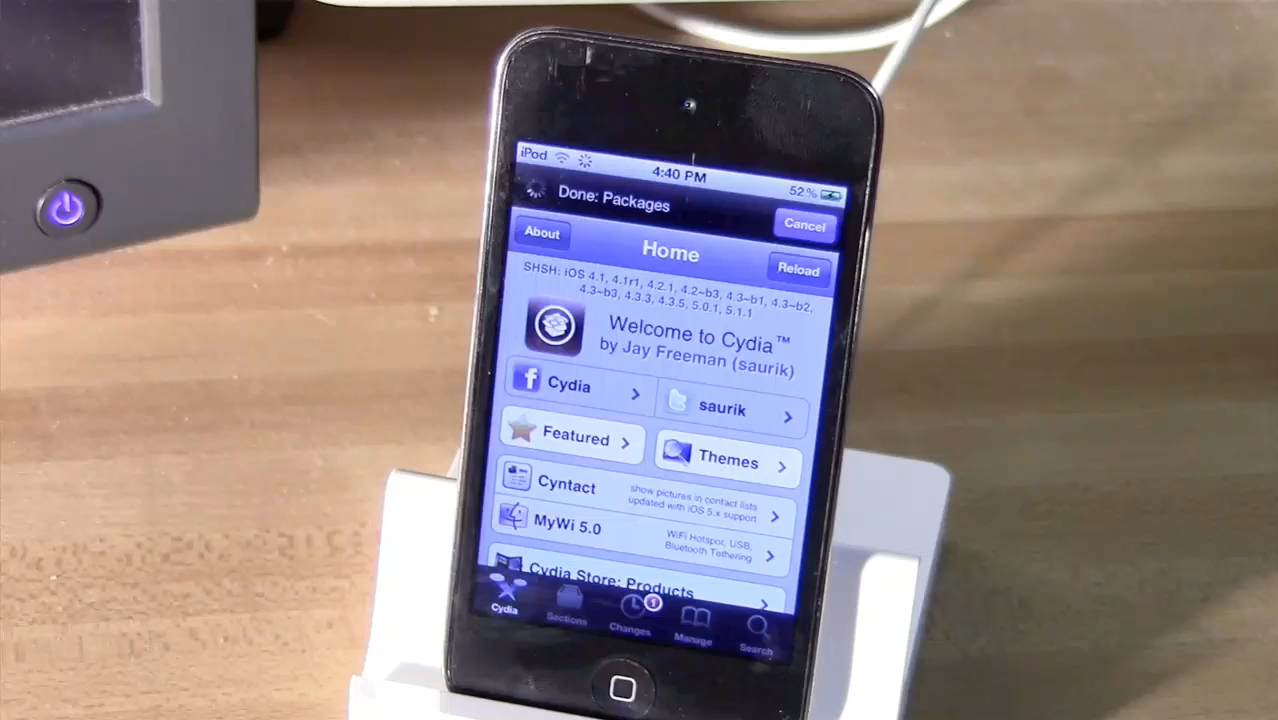 iPod
4:40 PM
52%
Done: Packages
Cancel
About
Home
Reload
SHSH: iOS 4.1, 4.1r1, 4.2.1, 4.2~b3, 4.3~b1, 4.3~b2,
4.3~b3, 4.3.3, 4.3.5, 5.0.1, 5.1.1
Welcome to Cydia™
by Jay Freeman (saurik)
f
Cydia
saurik
Featured
Themes
Cyntact
show pictures in contact lists
updated with iOS 5.x support
MyWi 5.0
WiFi Hotspot, USB,
Bluetooth Tethering
Cydia Store: Products
Cydia
Sections
Changes
1
Manage
Search